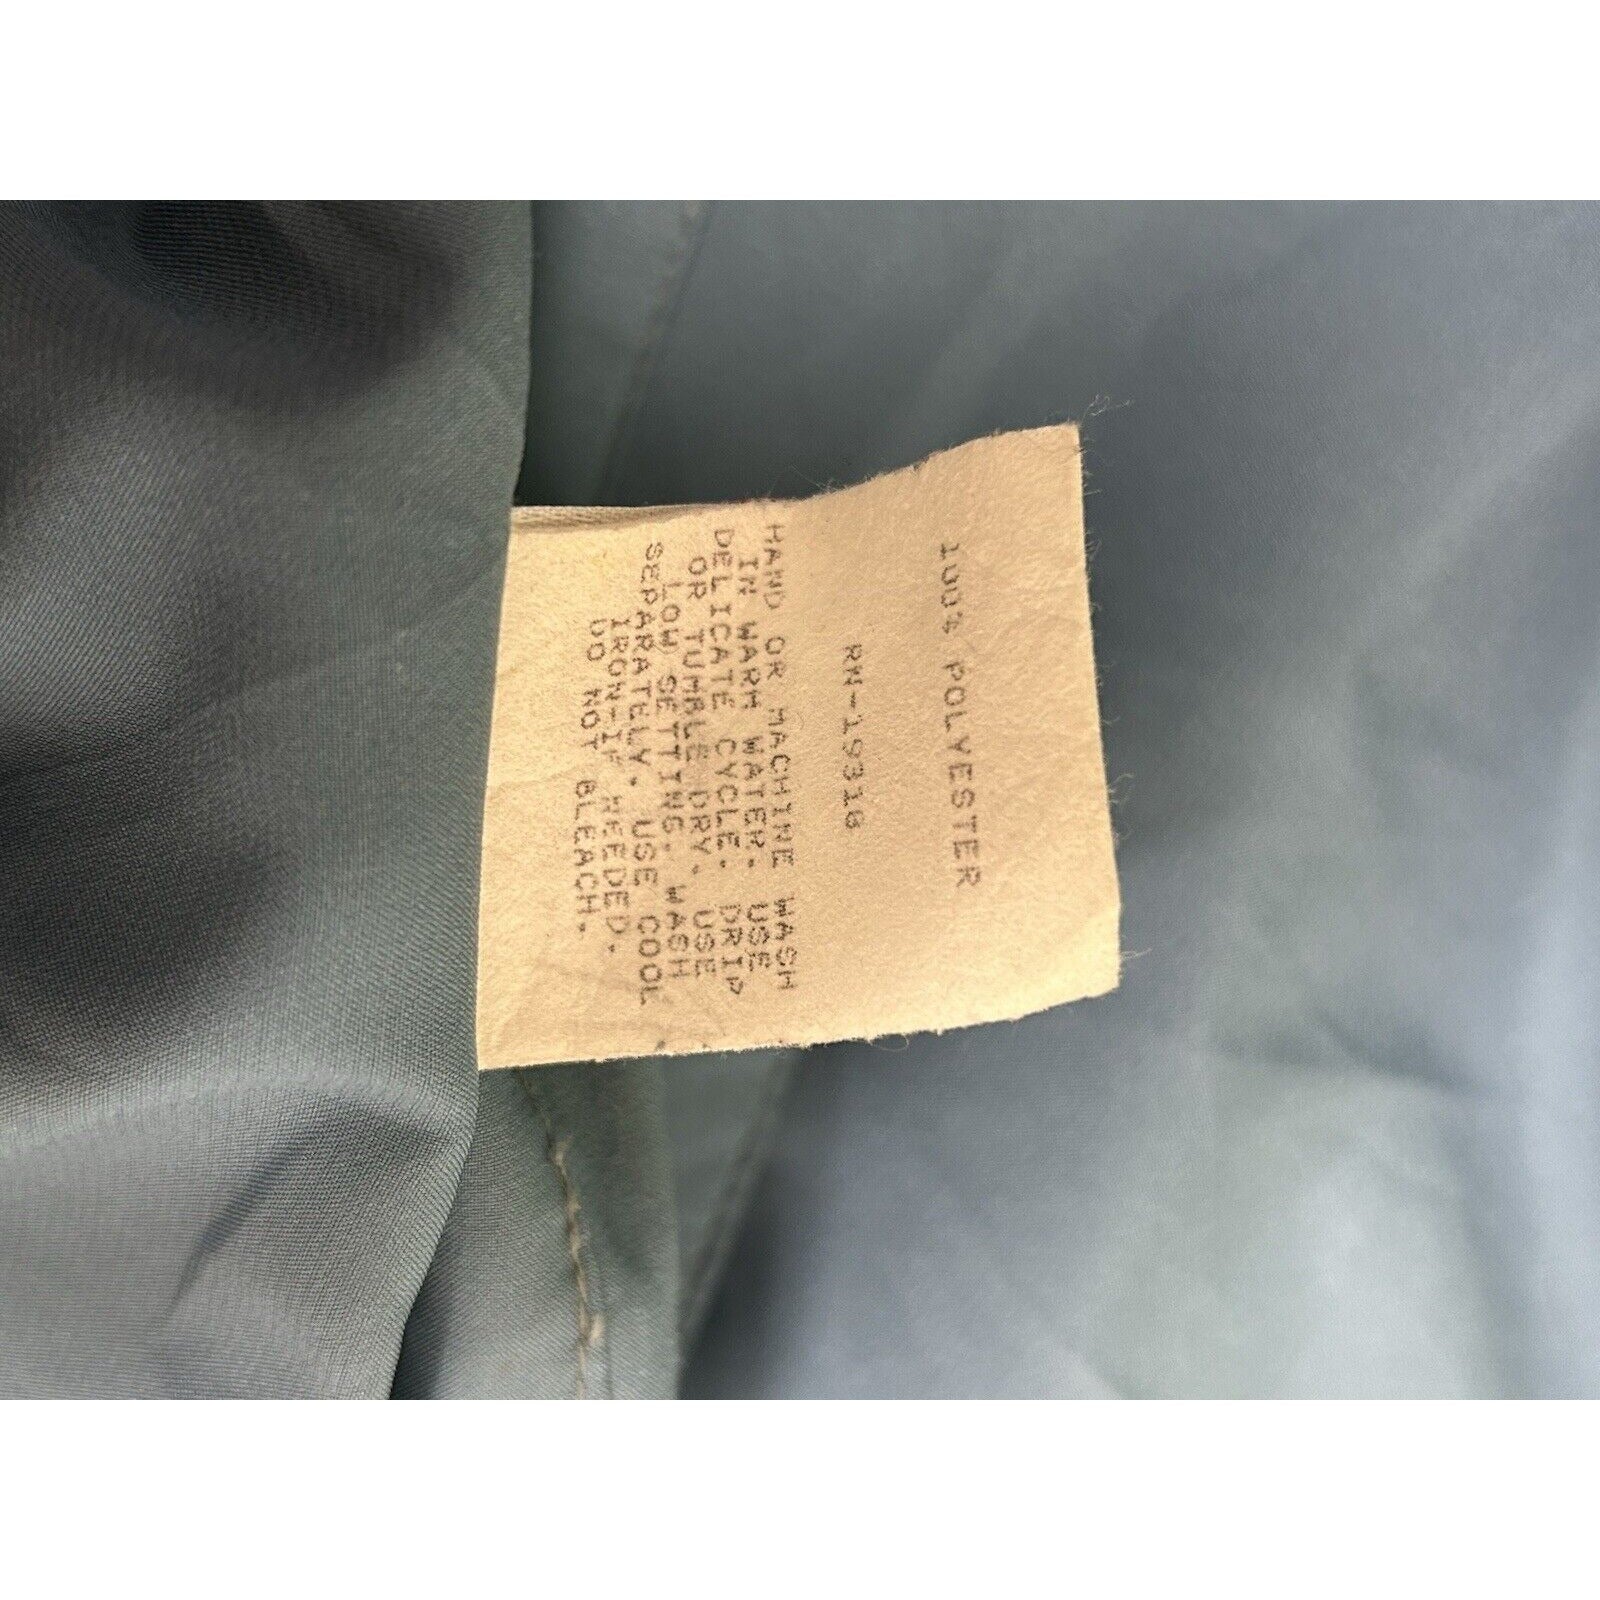 100% POLYESTER
RN-19318
HAND OR MACHINE WASH
IN WARM WATER. USE
DELICATE CYCLE. DRIP
OR TUMBLE DRY. USE
LOW SETTING. WASH
SEPARATELY. USE COOL
IRON-IF NEEDED.
DO NOT BLEACH.